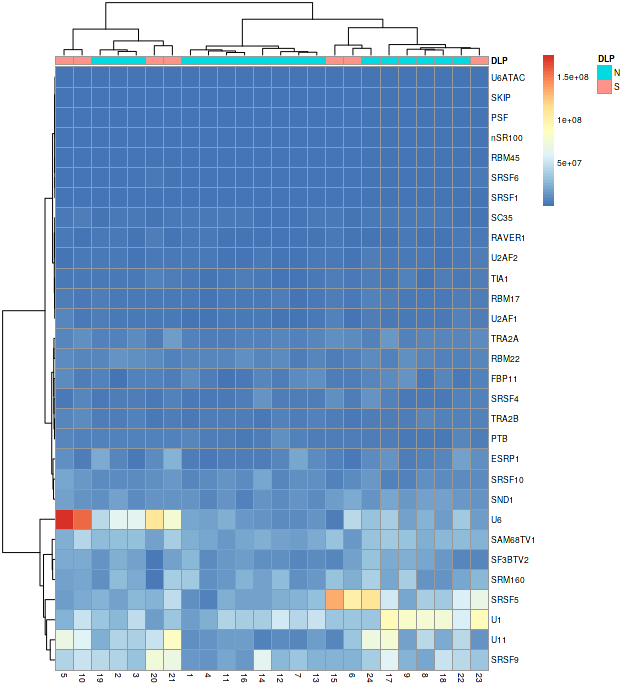 DLP
DLP
N
S
1.5e+08
1e+08
5e+07
U6ATAC
SKIP
PSF
nSR100
RBM45
SRSF6
SRSF1
SC35
RAVER1
U2AF2
TIA1
RBM17
U2AF1
TRA2A
RBM22
FBP11
SRSF4
TRA2B
PTB
ESRP1
SRSF10
SND1
U6
SAM68TV1
SF3BTV2
SRM160
SRSF5
U1
U11
SRSF9
5 10 19 2 3 20 21 1 4 11 16 14 12 7 13 15 6 24 17 9 8 18 22 23